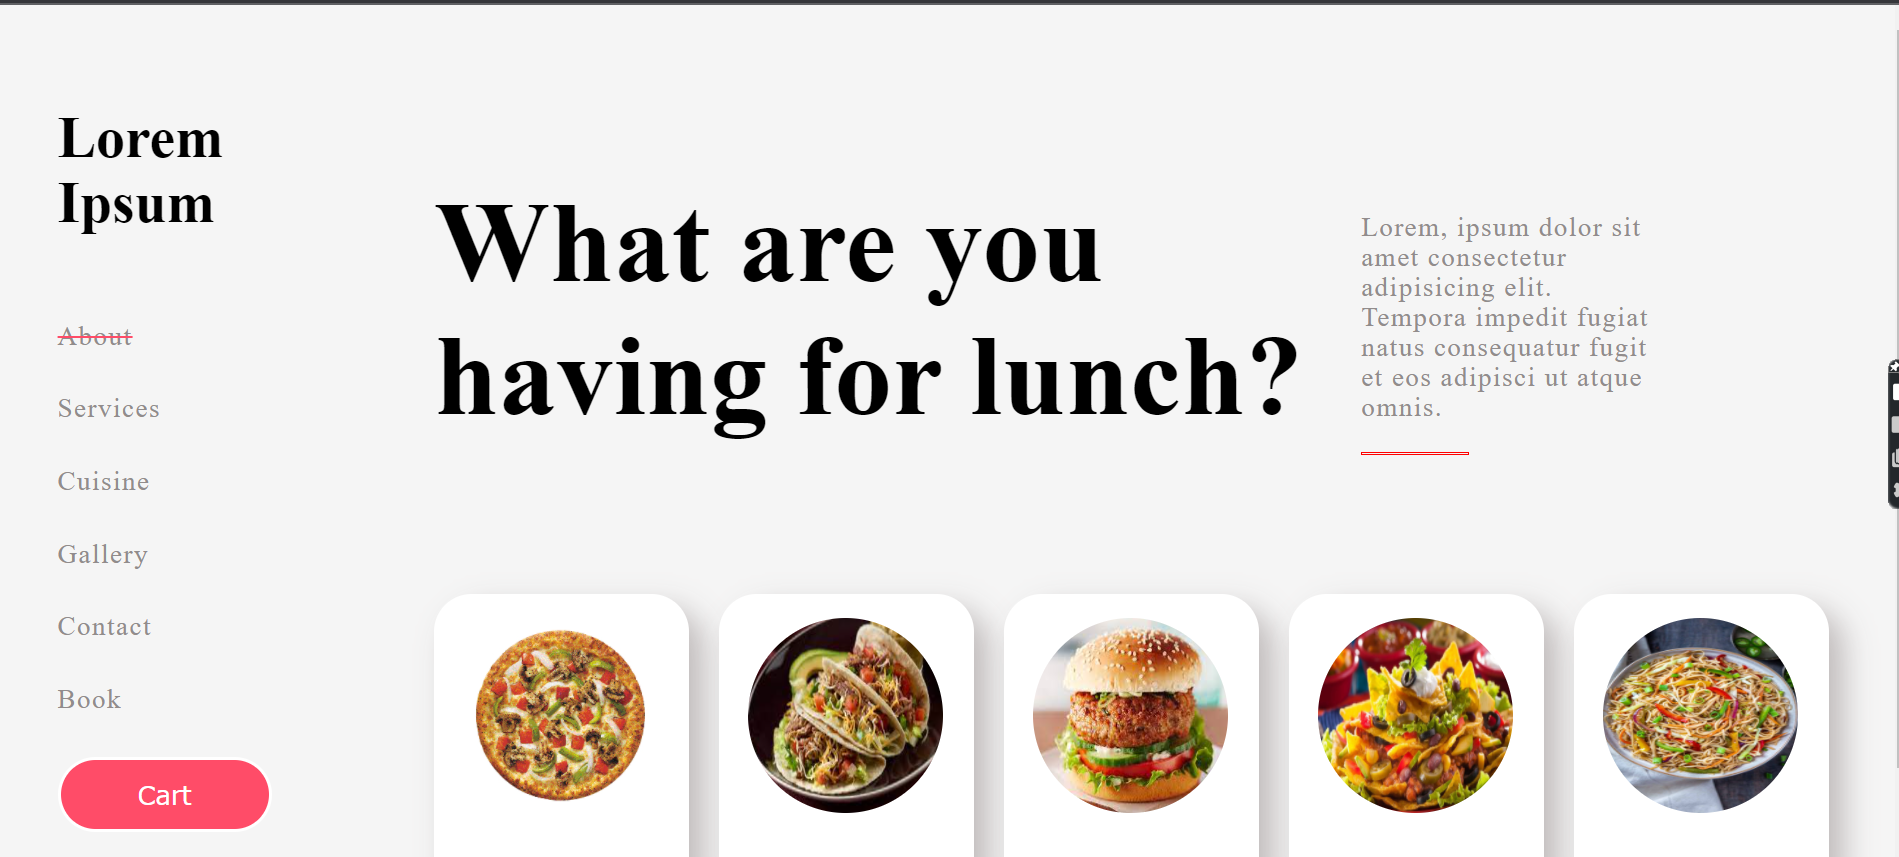 Lorem
Ipsum
About
Services
Cuisine
Gallery
Contact
Book
Cart
What are you
having for lunch?
Lorem, ipsum dolor sit
amet consectetur
adipisicing elit.
Tempora impedit fugiat
natus consequatur fugit
et eos adipisci ut atque
omnis.